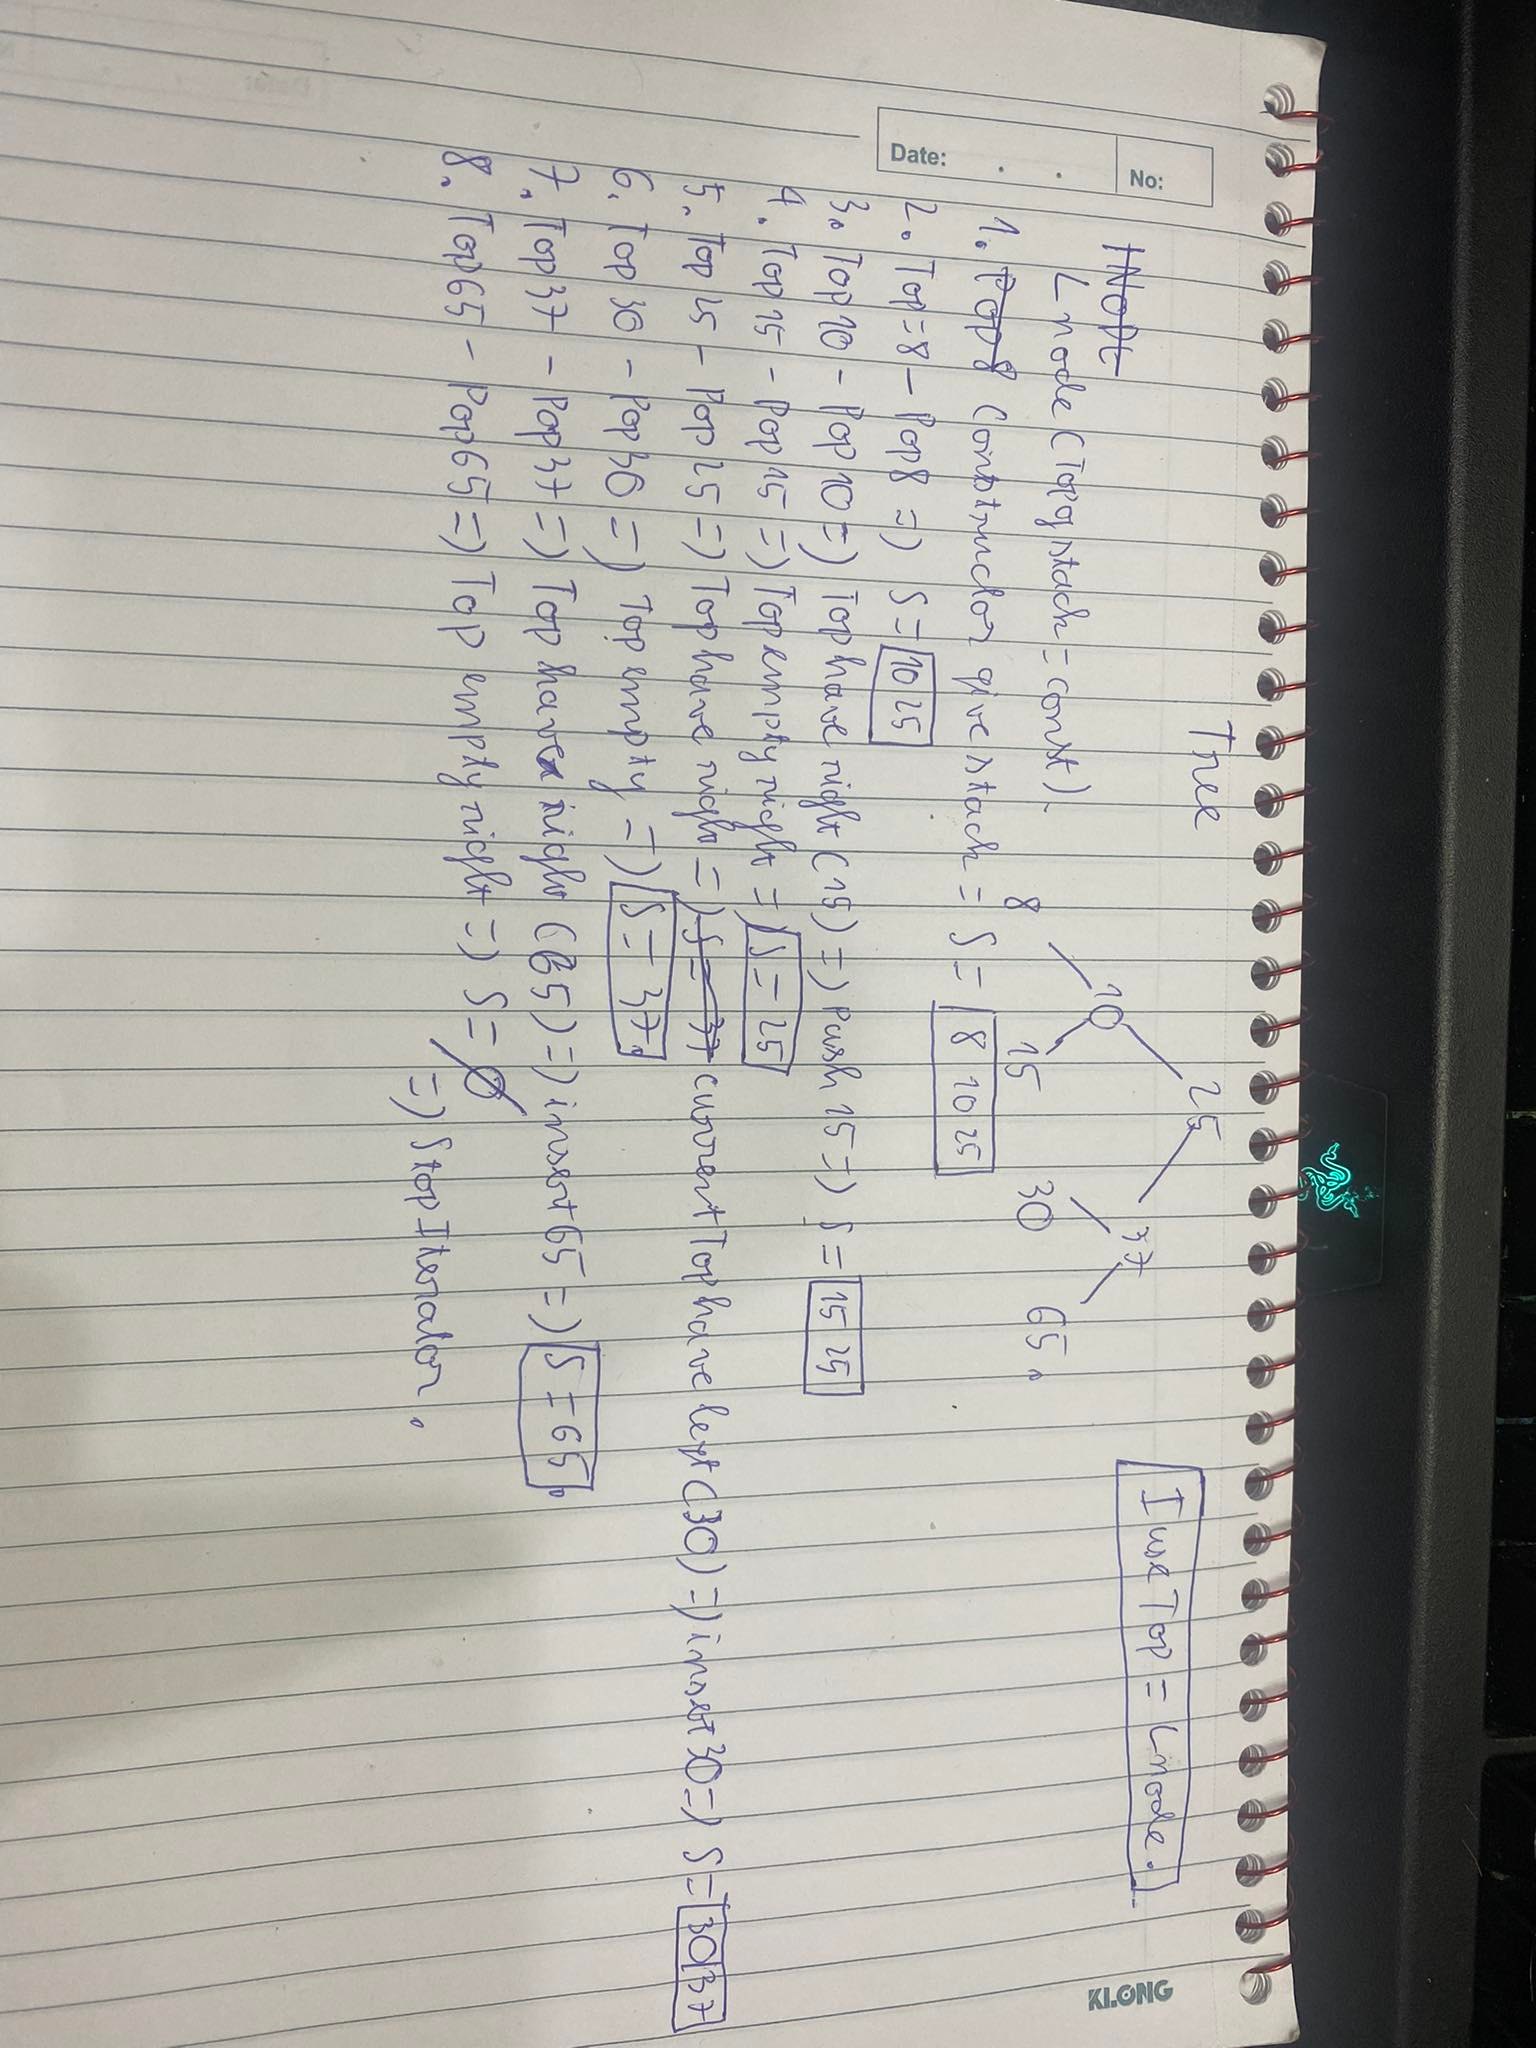 Tree
25
I use Top = Lnode.
10 37
8 15 30 65.
INODE
Lnode (Top of stack = const).
1. Pop 8 Constructor give stack = S = 8 10 25
2. Top = 8 - Pop 8 => S = 10 25
3. Top 10 - Pop 10 => Top have right (15) => push 15 => S = 15 25
4. Top 15 - Pop 15 => Top empty right => S = 25
5. Top 25 - Pop 25 => Top have right => S = 37 current Top have left (30) => insert 30 => S = 30 37
6. Top 30 - Pop 30 => Top empty => S = 37.
7. Top 37 - Pop 37 => Top have right (65) => insert 65 => S = 65.
8. Top 65 - Pop 65 => Top empty right => S = Ø
=> Stop Iterator.
No:
Date:
KLONG